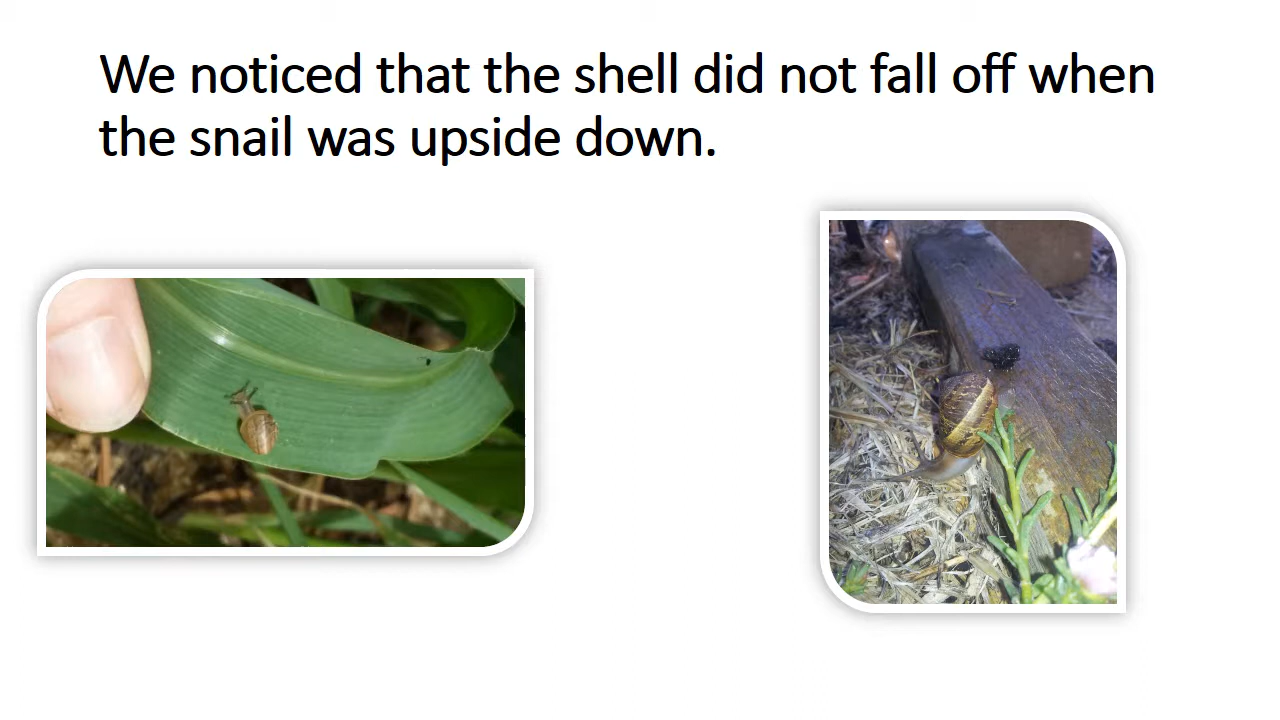 We noticed that the shell did not fall off when
the snail was upside down.